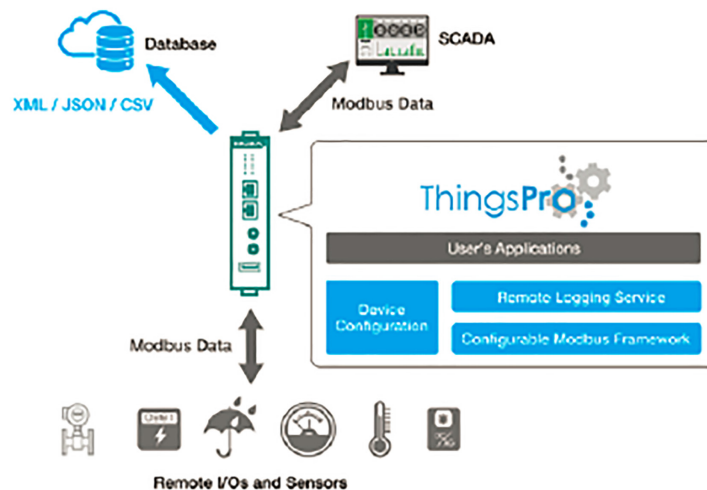 Database
SCADA
XML / JSON / CSV
Modbus Data
ThingsPro
User's Applications
Device
Configuration
Remote Logging Service
Configurable Modbus Framework
Modbus Data
Remote I/Os and Sensors